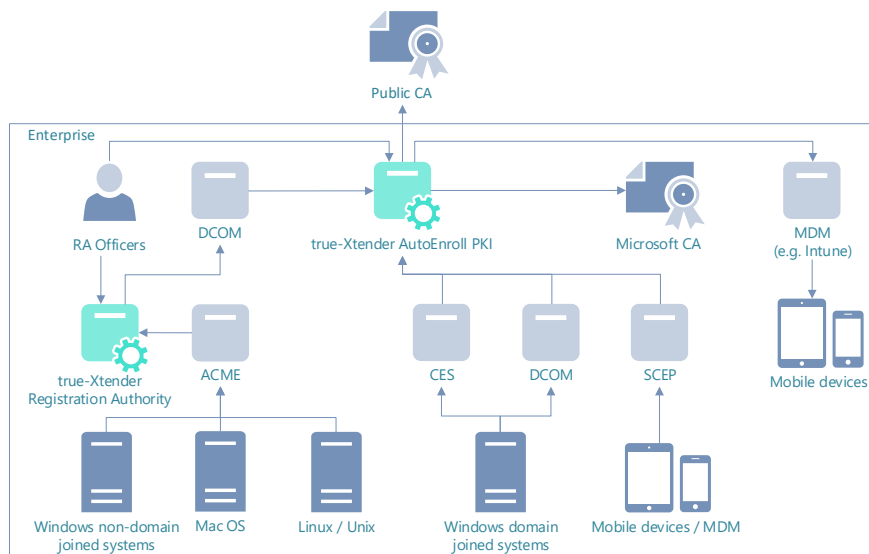 Public CA
Enterprise
RA Officers
DCOM
true-Xtender AutoEnroll PKI
Microsoft CA
MDM
(e.g. Intune)
true-Xtender
Registration Authority
ACME
CES
DCOM
SCEP
Mobile devices
Windows non-domain
joined systems
Mac OS
Linux / Unix
Windows domain
joined systems
Mobile devices / MDM